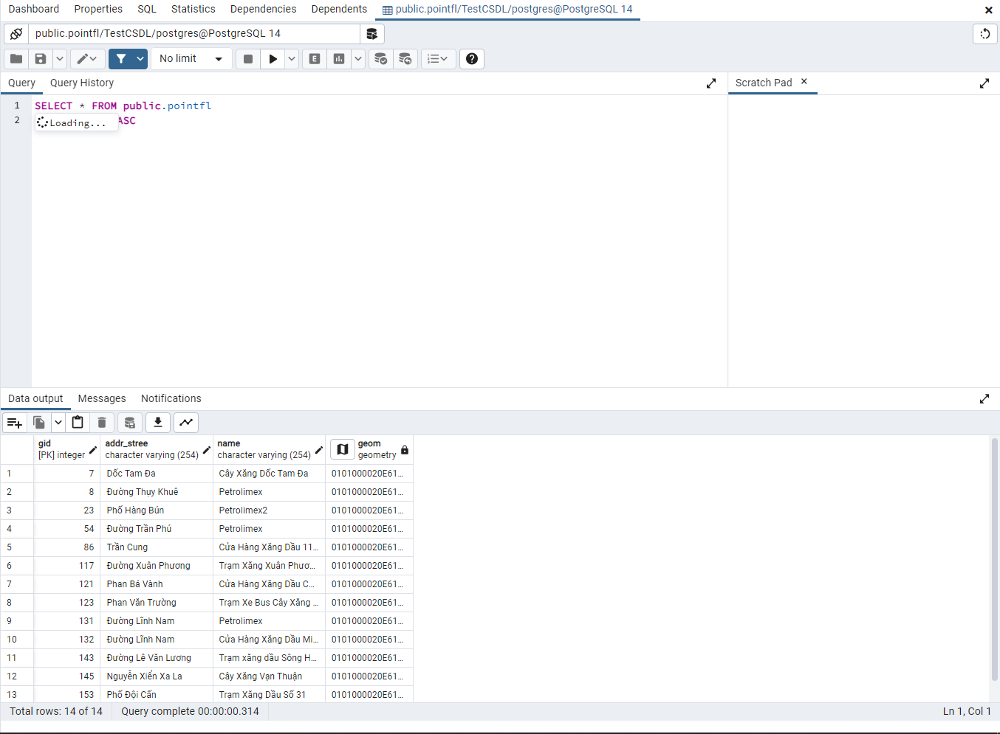 Dashboard Properties SQL Statistics Dependencies Dependents public.pointfl/TestCSDL/postgres@PostgreSQL 14
public.pointfl/TestCSDL/postgres@PostgreSQL 14
No limit E
Query Query History Scratch Pad
1 SELECT * FROM public.pointfl
2 Loading... ASC
Data output Messages Notifications
gid addr_stree name geom
[PK] integer character varying (254) character varying (254) geometry
1 7 Dốc Tam Đa Cây Xăng Dốc Tam Đa 0101000020E61...
2 8 Đường Thụy Khuê Petrolimex 0101000020E61...
3 23 Phố Hàng Bún Petrolimex2 0101000020E61...
4 54 Đường Trần Phú Petrolimex 0101000020E61...
5 86 Trần Cung Cửa Hàng Xăng Dầu 11... 0101000020E61...
6 117 Đường Xuân Phương Trạm Xăng Xuân Phươ... 0101000020E61...
7 121 Phan Bá Vành Cửa Hàng Xăng Dầu C... 0101000020E61...
8 123 Phan Văn Trường Trạm Xe Bus Cây Xăng ... 0101000020E61...
9 131 Đường Lĩnh Nam Petrolimex 0101000020E61...
10 132 Đường Lĩnh Nam Cửa Hàng Xăng Dầu Mi... 0101000020E61...
11 143 Đường Lê Văn Lương Trạm xăng dầu Sông H... 0101000020E61...
12 145 Nguyễn Xiển Xa La Cây Xăng Vạn Thuận 0101000020E61...
13 153 Phố Đội Cấn Trạm Xăng Dầu Số 31 0101000020E61...
Total rows: 14 of 14 Query complete 00:00:00.314 Ln 1, Col 1